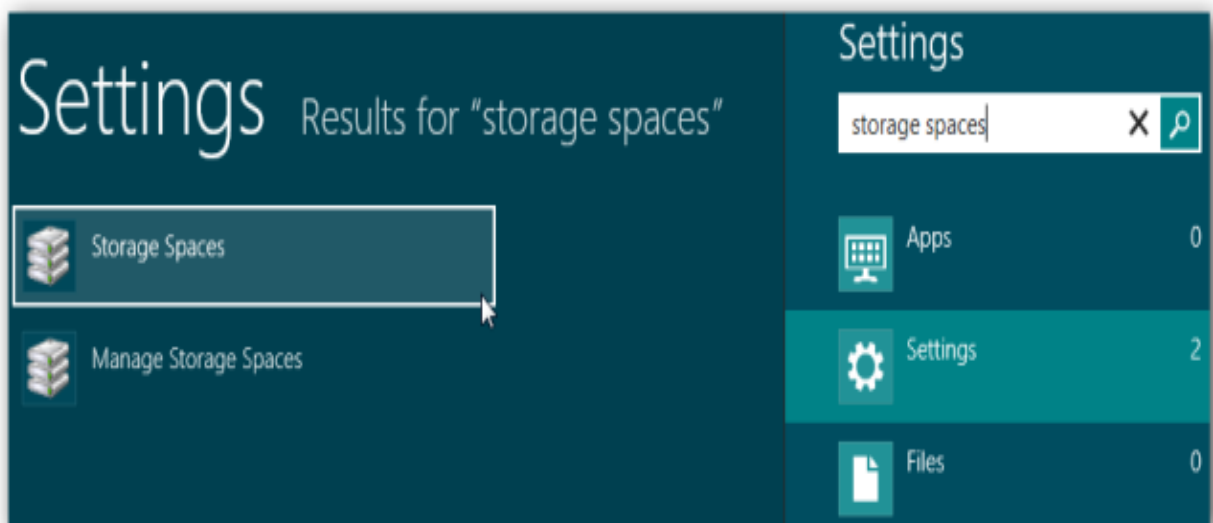 Settings Results for “storage spaces”
Storage Spaces
Manage Storage Spaces
Settings
storage spaces
Apps 0
Settings 2
Files 0